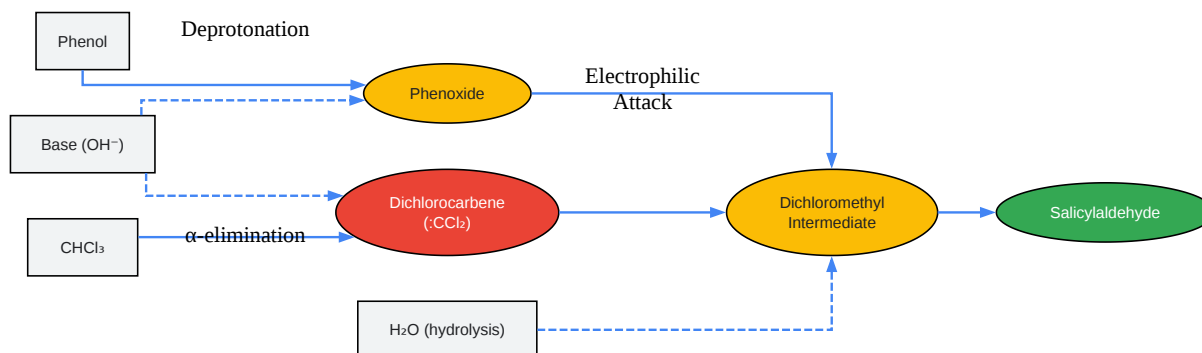 Phenol
Deprotonation
Electrophilic
Attack
Phenoxide
Base (OH⁻)
Dichlorocarbene
(:CCl₂)
Dichloromethyl
Intermediate
Salicylaldehyde
CHCl₃
α-elimination
H₂O (hydrolysis)